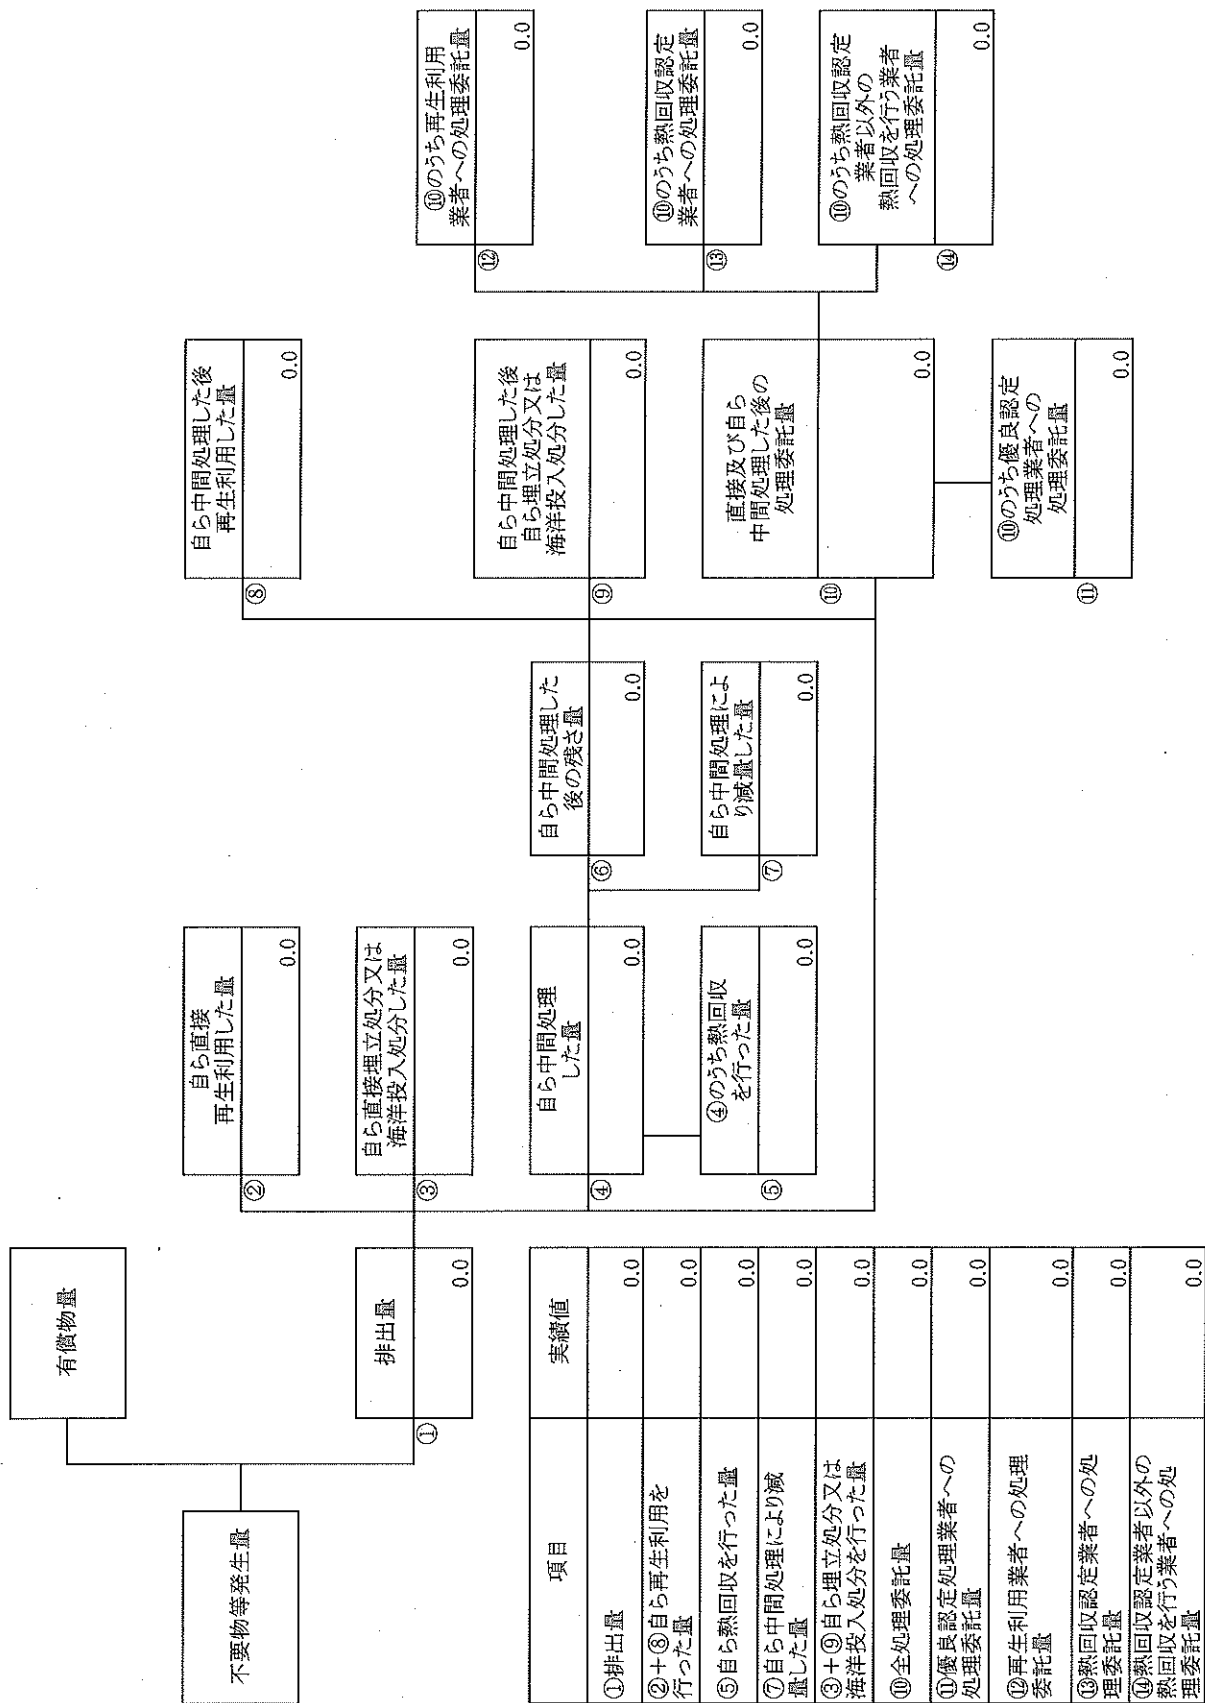 不要物等発生量
有償物量
①
排出量
0.0
②
自ら直接
再生利用した量
0.0
③
自ら直接埋立処分又は
海洋投入処分した量
0.0
④
自ら中間処理
した量
0.0
⑤
④のうち熱回収
を行った量
0.0
⑥
自ら中間処理した
後の残さ量
0.0
⑦
自ら中間処理によ
り減量した量
0.0
⑧
自ら中間処理した後
再生利用した量
0.0
⑨
自ら中間処理した後
自ら埋立処分又は
海洋投入処分した量
0.0
⑩
直接及び自ら
中間処理した後の
処理委託量
0.0
⑪
⑩のうち優良認定
処理業者への
処理委託量
0.0
⑫
⑩のうち再生利用
業者への処理委託量
0.0
⑬
⑩のうち熱回収認定
業者への処理委託量
0.0
⑭
⑩のうち熱回収認定
業者以外の
熱回収を行う業者
への処理委託量
0.0
項目 実績値
①排出量 0.0
②+⑧自ら再生利用を
行った量 0.0
⑤自ら熱回収を行った量 0.0
⑦自ら中間処理により減
量した量 0.0
③+⑨自ら埋立処分又は
海洋投入処分を行った量 0.0
⑩全処理委託量 0.0
⑪優良認定処理業者への
処理委託量 0.0
⑫再生利用業者への処理
委託量 0.0
⑬熱回収認定業者への処
理委託量 0.0
⑭熱回収認定業者以外の
熱回収を行う業者への処
理委託量 0.0